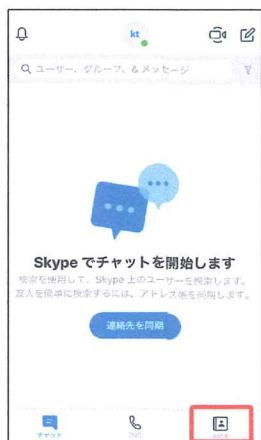 kt
ユーザー、グループ、& メッセージ
Skype でチャットを開始します
検索を使用して、Skype 上のユーザーを検索します。
友人を簡単に検索するには、アドレス帳を同期します。
連絡先を同期
チャット